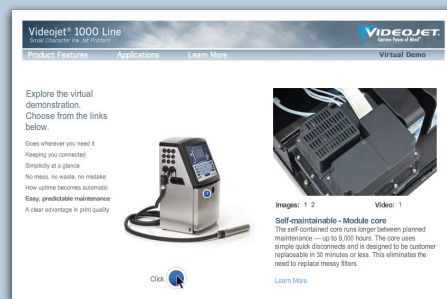 Videojet® 1000 Line
Small Character Ink Jet Printers
VIDEOJET.
Uptime Peace of Mind™
Product Features Applications Learn More Virtual Demo
Explore the virtual
demonstration.
Choose from the links
below.
Goes wherever you need it
Keeping you connected
Simplicity at a glance
No mess, no waste, no mistake
How uptime becomes automatic
Easy, predictable maintenance
A clear advantage in print quality
Click
Images: 1 2 Video: 1
Self-maintainable - Module core
The self-contained core runs longer between planned
maintenance — up to 9,000 hours. The core uses
simple quick disconnects and is designed to be customer
replaceable in 30 minutes or less. This eliminates the
need to replace messy filters.
Learn More